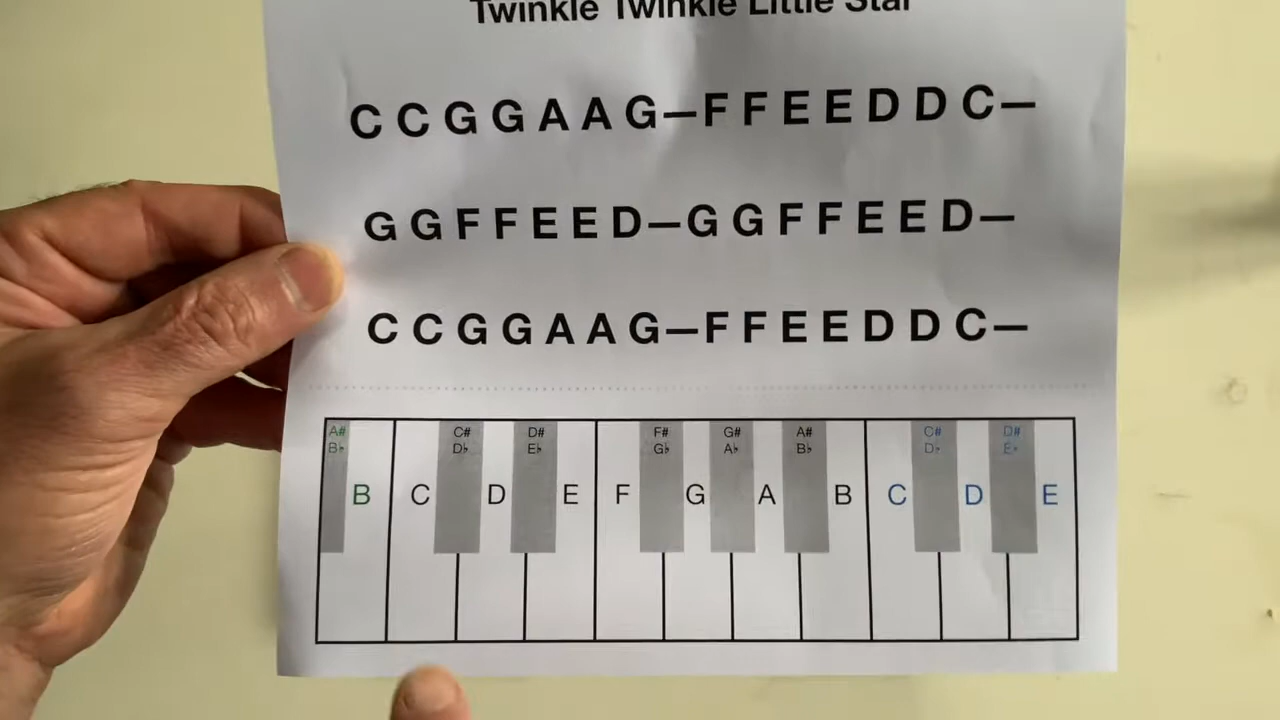 Twinkle Twinkle Little Star
C C G G A A G – F F E E D D C –
G G F F E E D – G G F F E E D –
C C G G A A G – F F E E D D C –
A# C# D# F# G# A# C# D#
B♭ D♭ E♭ G♭ A♭ B♭ D♭ E♭
B C D E F G A B C D E